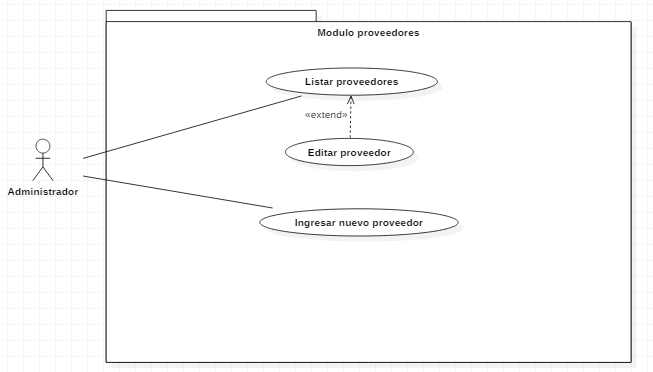 Modulo proveedores
Listar proveedores
«extend»
Editar proveedor
Administrador
Ingresar nuevo proveedor